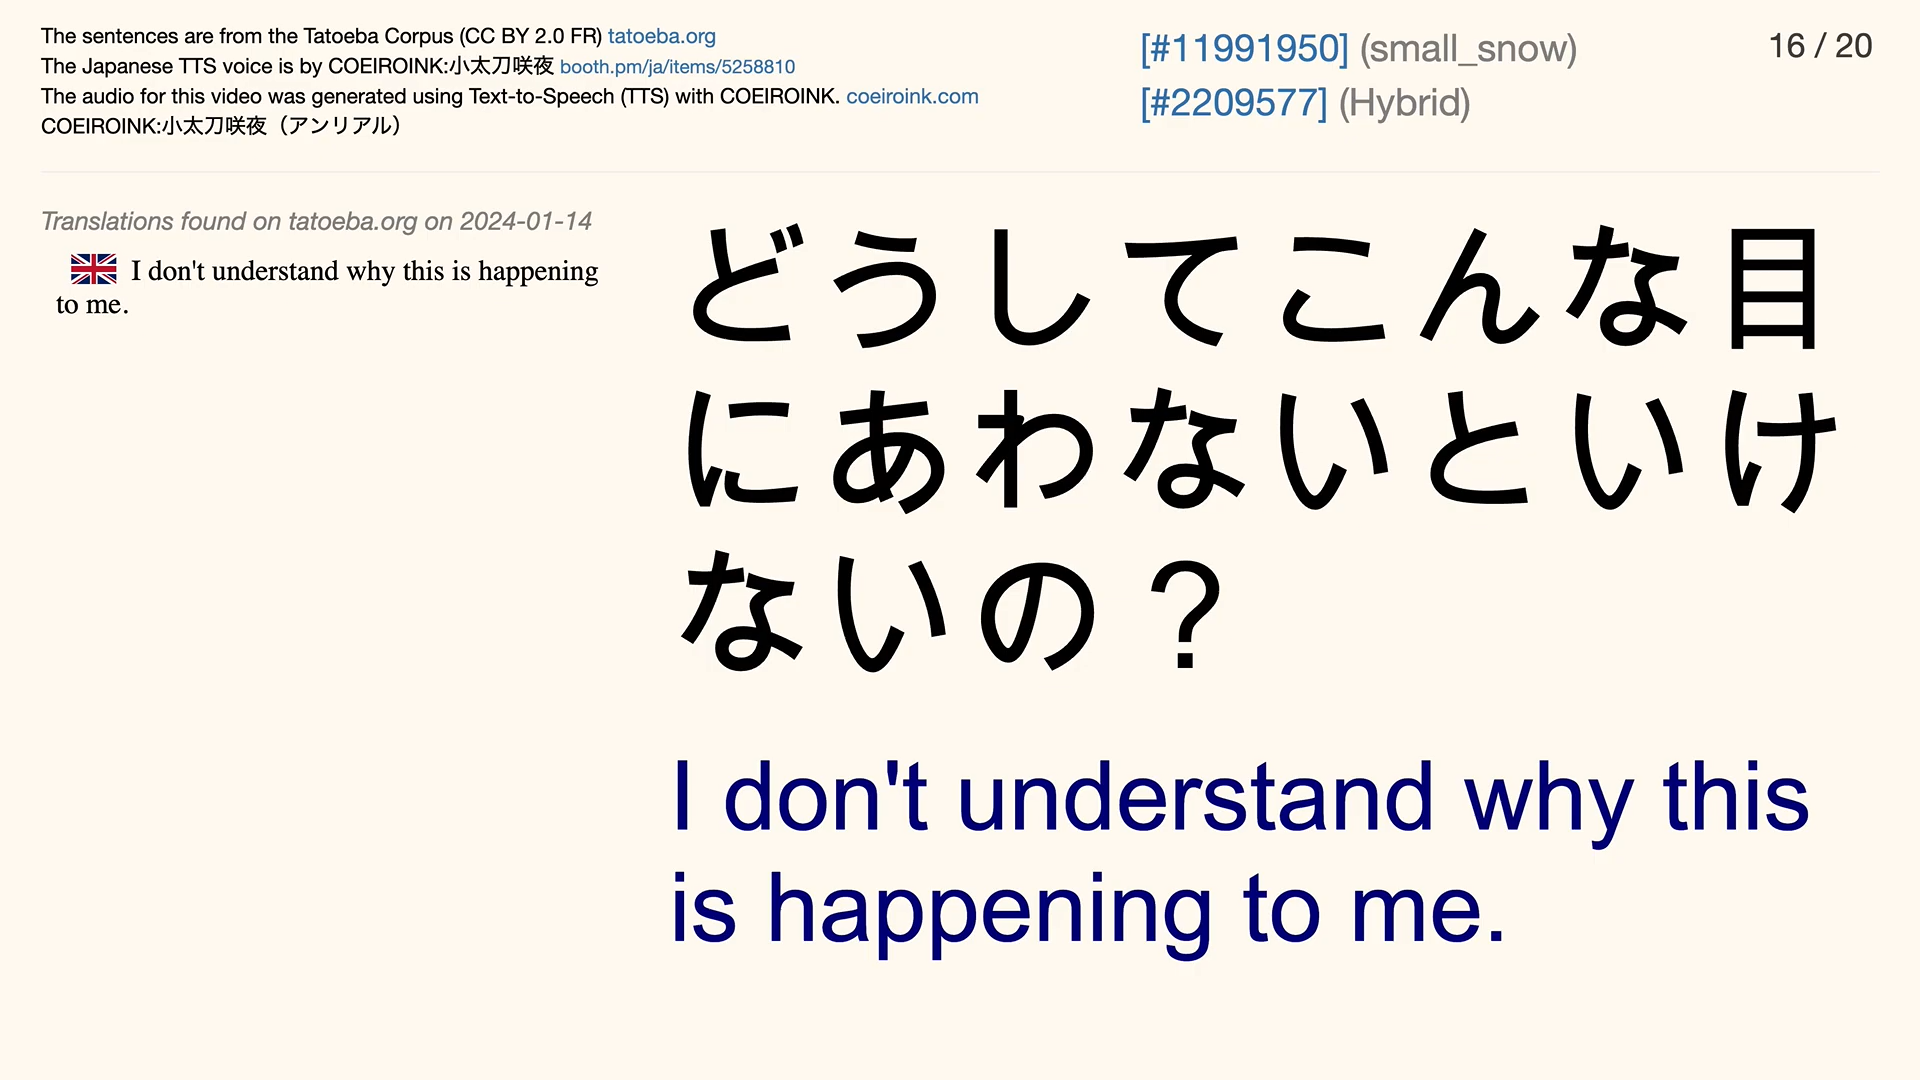 The sentences are from the Tatoeba Corpus (CC BY 2.0 FR) tatoeba.org
The Japanese TTS voice is by COEIROINK:小太刀咲夜 booth.pm/ja/items/5258810
The audio for this video was generated using Text-to-Speech (TTS) with COEIROINK. coeiroink.com
COEIROINK:小太刀咲夜（アンリアル）
[#11991950] (small_snow)
[#2209577] (Hybrid)
16 / 20
Translations found on tatoeba.org on 2024-01-14
I don't understand why this is happening
to me.
どうしてこんな目
にあわないといけ
ないの？
I don't understand why this
is happening to me.